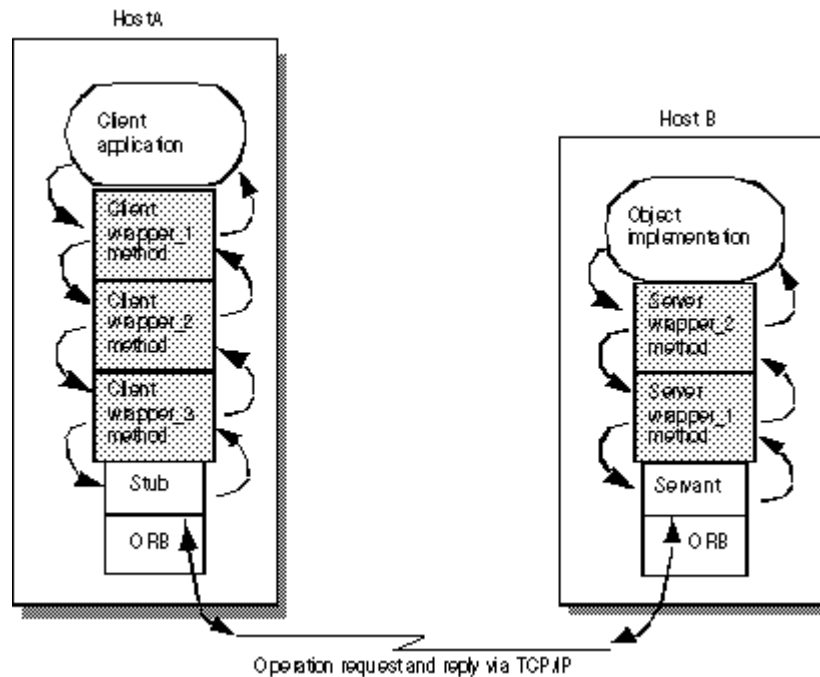 Host A
Client
application
Client
wrapper_1
method
Client
wrapper_2
method
Client
wrapper_3
method
Stub
ORB
Host B
Object
implementation
Server
wrapper_2
method
Server
wrapper_1
method
Servant
ORB
Operation request and reply via TCP/IP